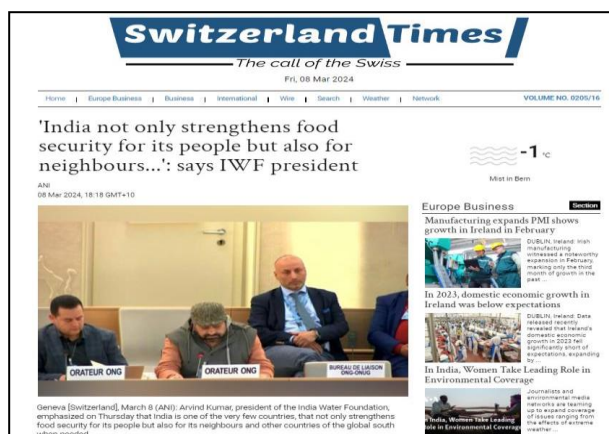 Switzerland Times
The call of the Swiss
Fri, 08 Mar 2024
Home | Europe Business | Business | International | Wire | Search | Weather | Network VOLUME NO. 0205/16
'India not only strengthens food
security for its people but also for
neighbours...': says IWF president
ANI
08 Mar 2024, 18:18 GMT+10
ORATEUR ONG
ORATEUR ONG
BUREAU DE LIAISON
ONG-ONUG
Geneva [Switzerland], March 8 (ANI): Arvind Kumar, president of the India Water Foundation,
emphasized on Thursday that India is one of the very few countries, that not only strengthens
food security for its people but also for its neighbours and other countries of the global south
when needed
-1 °C
Mist in Bern
Europe Business Section
Manufacturing expands PMI shows
growth in Ireland in February
DUBLIN, Ireland: Irish
manufacturing
witnessed a noteworthy
expansion in February,
marking only the third
month of growth in the
past ...
In 2023, domestic economic growth in
Ireland was below expectations
DUBLIN, Ireland: Data
released recently
revealed that Ireland's
domestic economic
growth in 2023 fell
significantly short of
expectations, expanding
by ...
In India, Women Take Leading Role in
Environmental Coverage
In India, Women Take Leading
Role in Environmental Coverage
Journalists and
environmental media
networks are teaming
up to expand coverage
of issues ranging from
the effects of extreme
weather ...